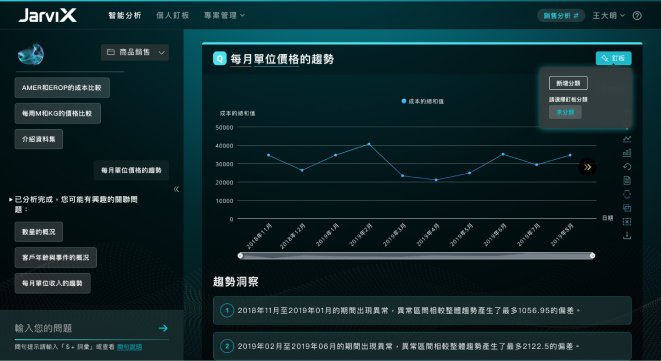 JarviX
智能分析
個人釘板
專案管理
銷售分析
王大明
商品銷售
AMER和EROP的成本比較
每周M和KG的價格比較
介紹資料集
每月單位價格的趨勢
已分析完成，您可能有興趣的關聯問
題：
數量的概況
客戶年齡與事件的概況
每月單位收入的趨勢
輸入您的問題
問句提示請輸入「$+ 詞彙」或查看 問句說明
Q 每月單位價格的趨勢
釘板
新增分類
請選擇釘板分類
未分類
成本的總和值
成本的總和值
50000
40000
30000
20000
10000
0
日期
2018年11月
2018年12月
2019年1月
2019年2月
2019年3月
2019年4月
2019年5月
2019年6月
2019年7月
2019年8月
趨勢洞察
1 2018年11月至2019年01月的期間出現異常，異常區間相較整體趨勢產生了最多1056.95的偏差。
2 2019年02月至2019年06月的期間出現異常，異常區間相較整體趨勢產生了最多2122.5的偏差。